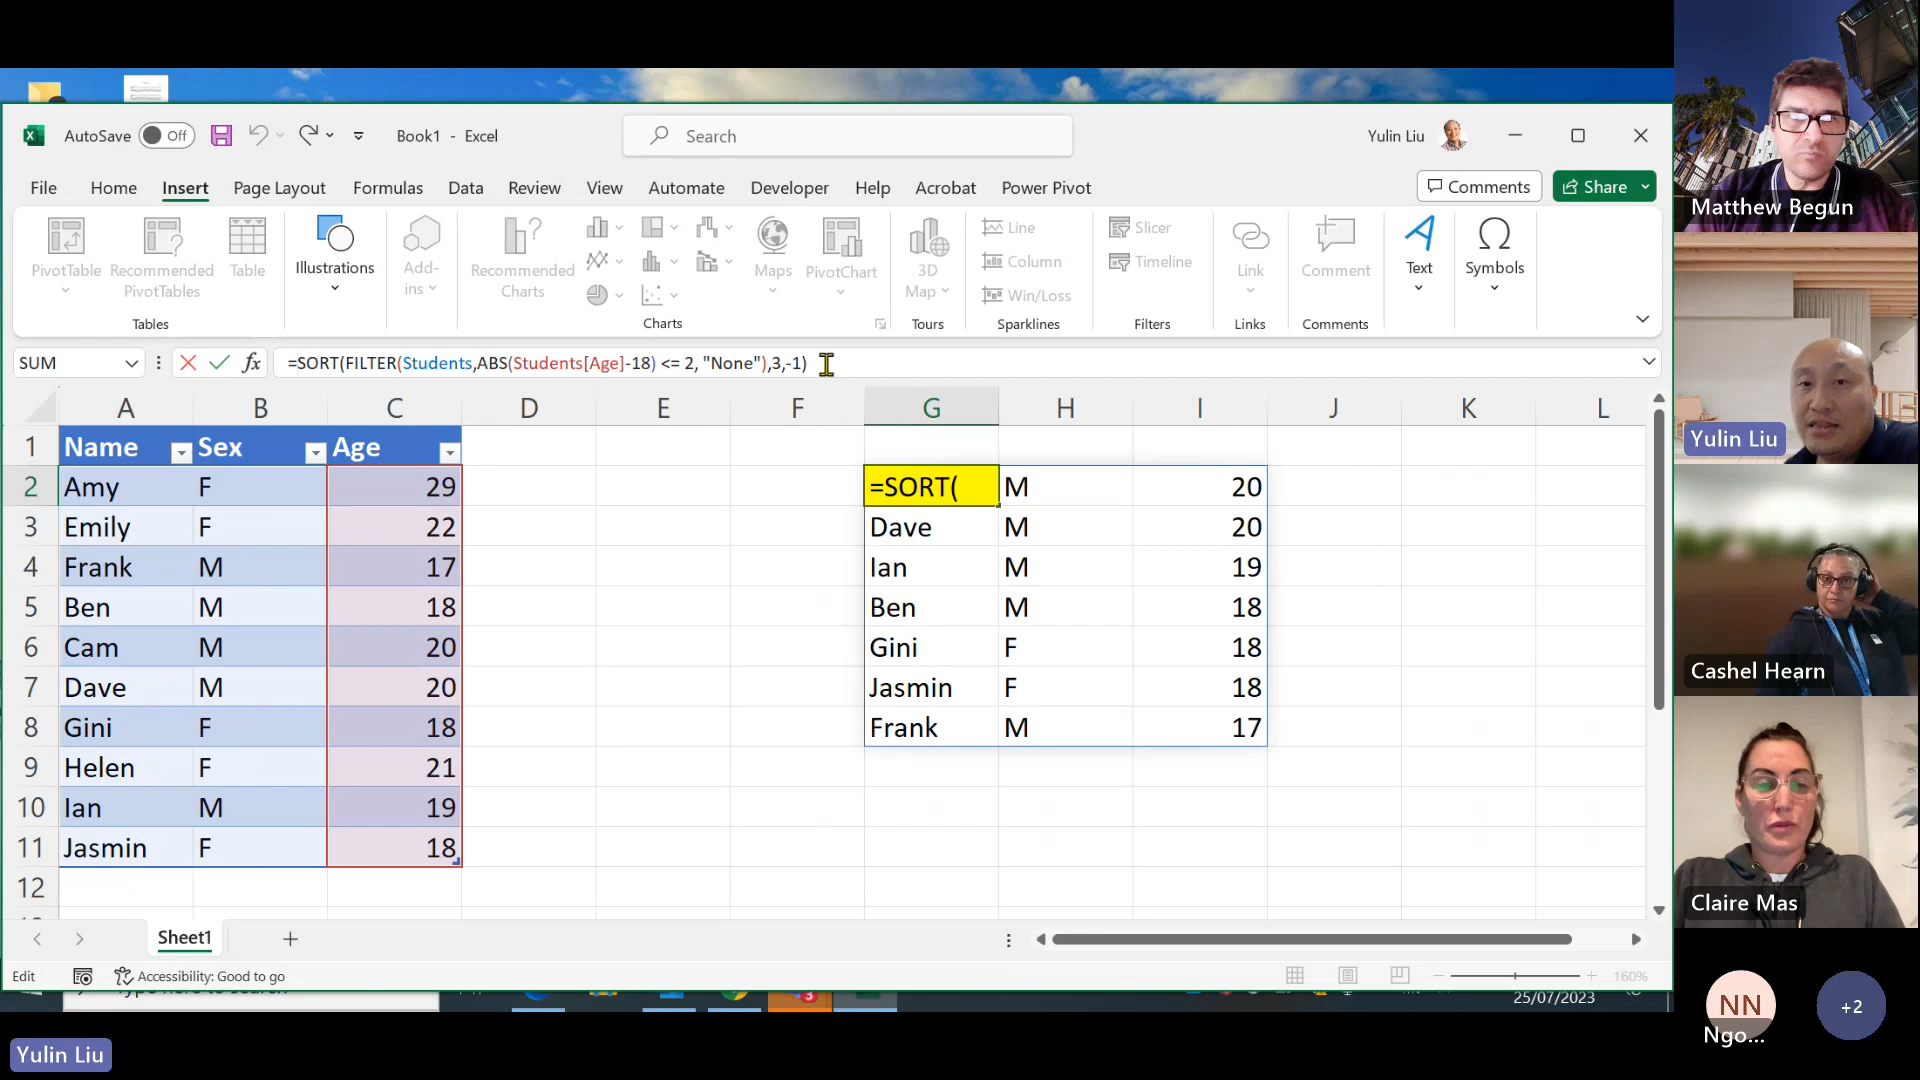 AutoSave Off Book1 - Excel Search Yulin Liu
File Home Insert Page Layout Formulas Data Review View Automate Developer Help Acrobat Power Pivot Comments Share
PivotTable
Recommended PivotTables
Table
Tables
Illustrations
Add-ins
Recommended Charts
Maps
PivotChart
Charts
3D Map
Tours
Line
Column
Win/Loss
Sparklines
Slicer
Timeline
Filters
Link
Links
Comment
Comments
Text
Symbols
SUM fx =SORT(FILTER(Students,ABS(Students[Age]-18) <= 2, "None"),3,-1)
A B C D E F G H I J K L
1 Name Sex Age
2 Amy F 29 =SORT( M 20
3 Emily F 22 Dave M 20
4 Frank M 17 Ian M 19
5 Ben M 18 Ben M 18
6 Cam M 20 Gini F 18
7 Dave M 20 Jasmin F 18
8 Gini F 18 Frank M 17
9 Helen F 21
10 Ian M 19
11 Jasmin F 18
12
Sheet1
Edit Accessibility: Good to go 160%
3
25/07/2023
Yulin Liu
Matthew Begun
Yulin Liu
Cashel Hearn
Claire Mas
NN
Ngo...
+2